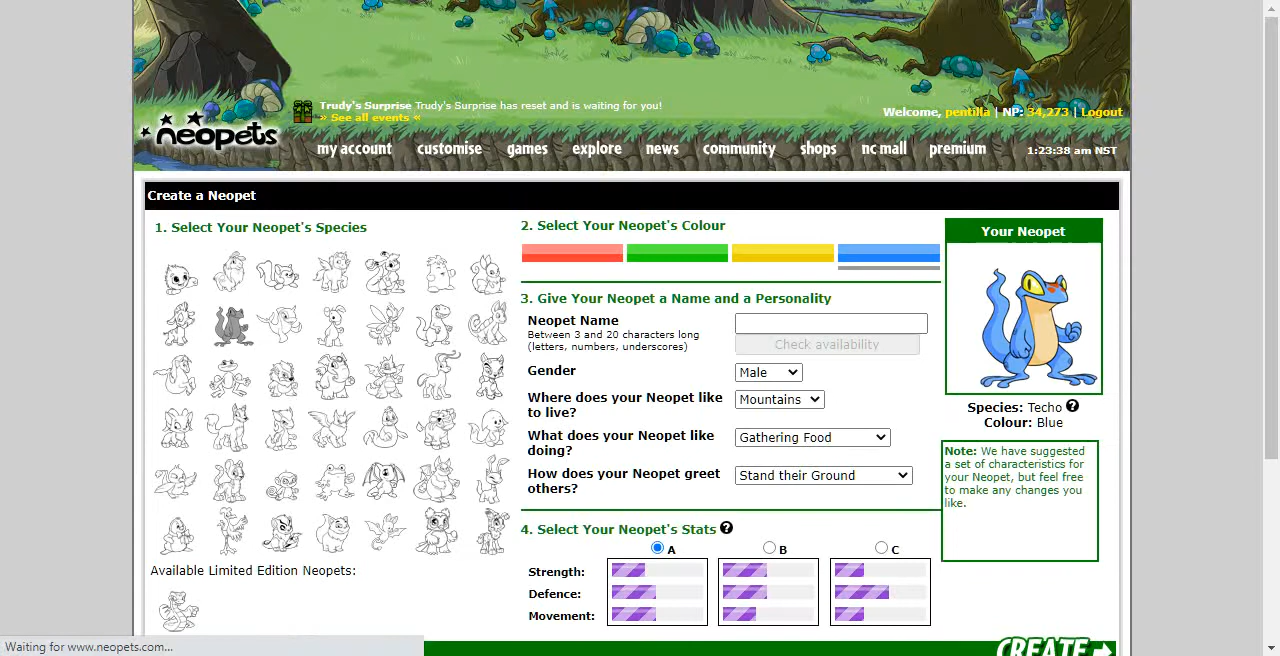 Trudy's Surprise Trudy's Surprise has reset and is waiting for you!
» See all events «
Welcome, pentilla | NP: 34,273 | Logout
neopets
my account customise games explore news community shops nc mall premium 1:23:38 am NST
Create a Neopet
1. Select Your Neopet's Species
Available Limited Edition Neopets:
2. Select Your Neopet's Colour
3. Give Your Neopet a Name and a Personality
Neopet Name
Between 3 and 20 characters long
(letters, numbers, underscores)
Check availability
Gender Male
Where does your Neopet like
to live?
Mountains
What does your Neopet like
doing?
Gathering Food
How does your Neopet greet
others?
Stand their Ground
4. Select Your Neopet's Stats ?
A B C
Strength:
Defence:
Movement:
Your Neopet
Species: Techo ?
Colour: Blue
Note: We have suggested
a set of characteristics for
your Neopet, but feel free
to make any changes you
like.
CREATE
Waiting for www.neopets.com...